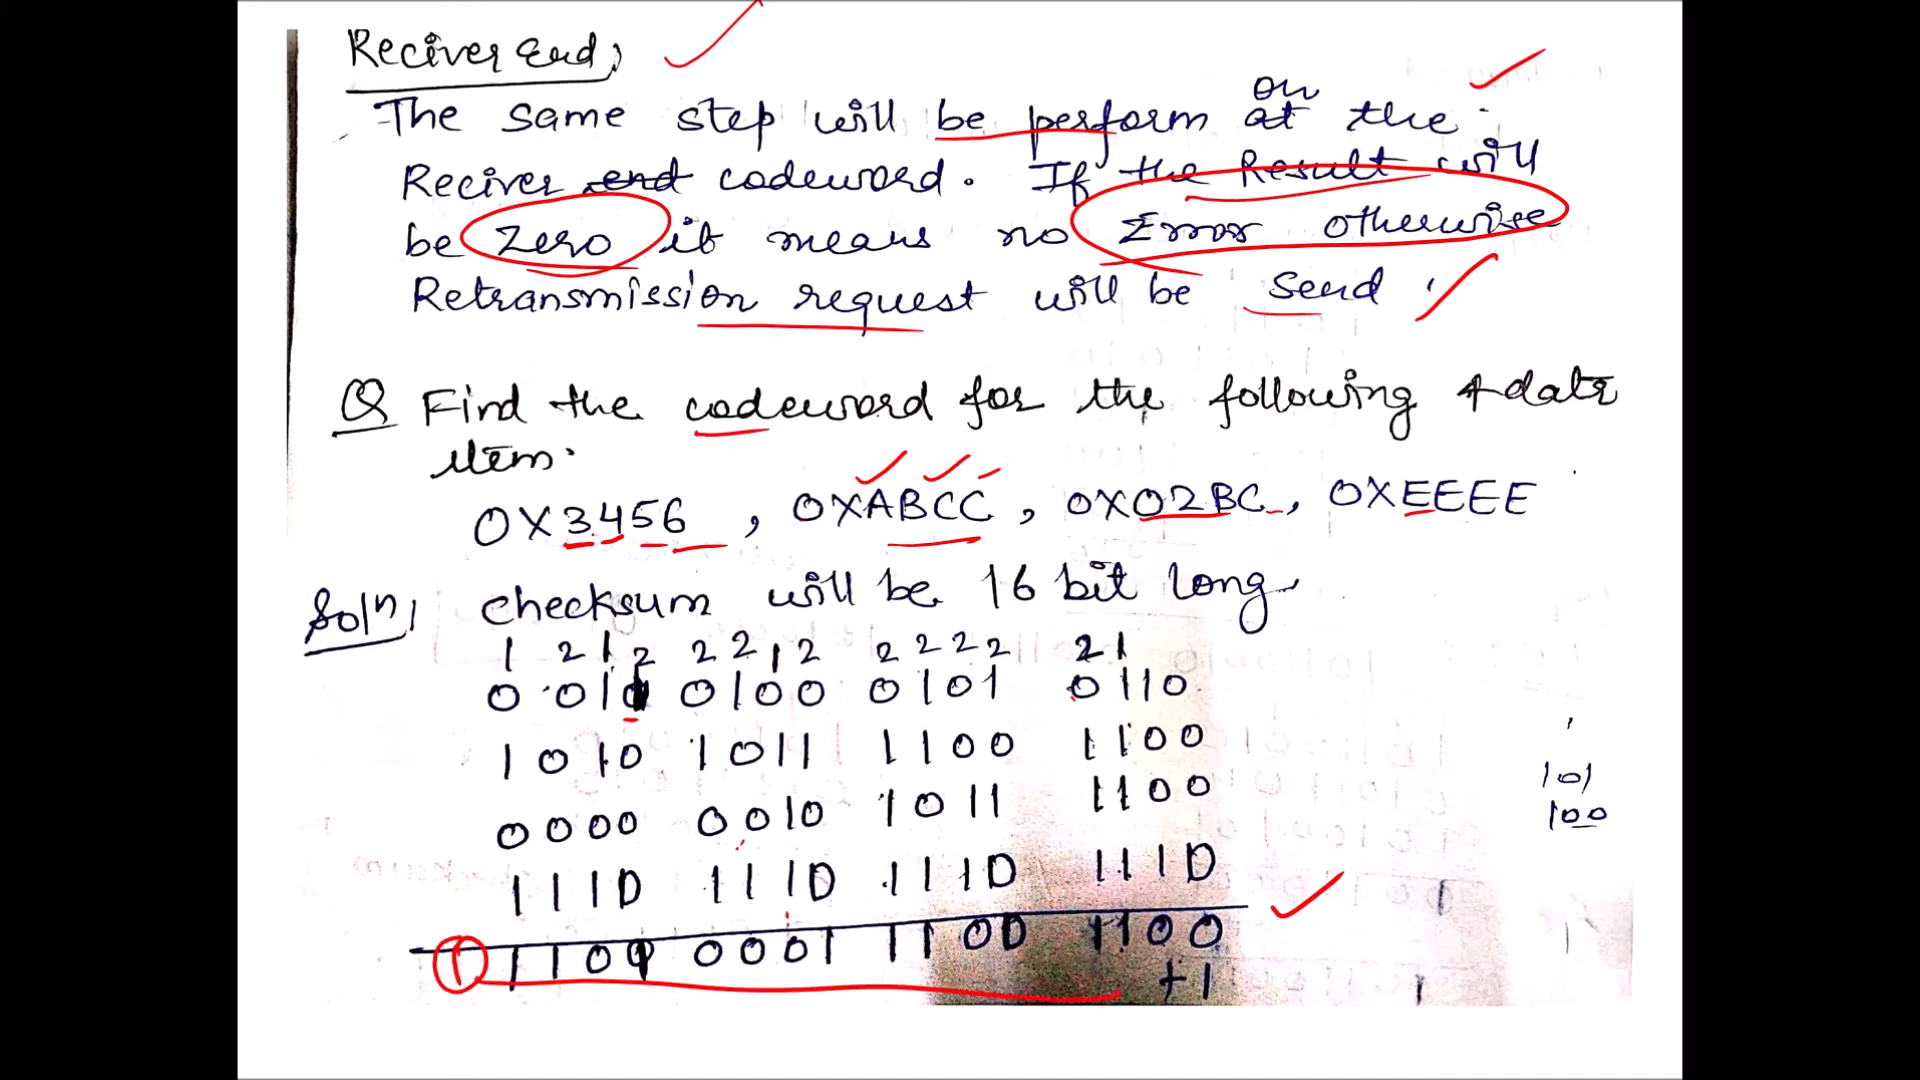 Reciver End,
The same step will be perform on at the
Reciver end codeword. If the Result will
be zero it means no Error otherwise
Retransmission request will be send.
Q Find the codeword for the following 4 data
item.
0X3456, 0XABCC, 0X02BC, 0XEEEE
Soln, checksum will be 16 bit long
1 2 1 2 2 2 1 2 2 2 2 2 2 1
0 0 1 0 1 0 0 0 1 0 1 0 1 1 0
1 0 1 0 1 0 1 1 1 1 0 0 1 1 0 0
0 0 0 0 0 0 1 0 1 0 1 1 1 1 0 0
1 1 1 0 1 1 1 0 1 1 1 0 1 1 1 0
1 1 1 0 1 0 0 0 1 1 1 0 0 1 1 0 0
+1
101
100